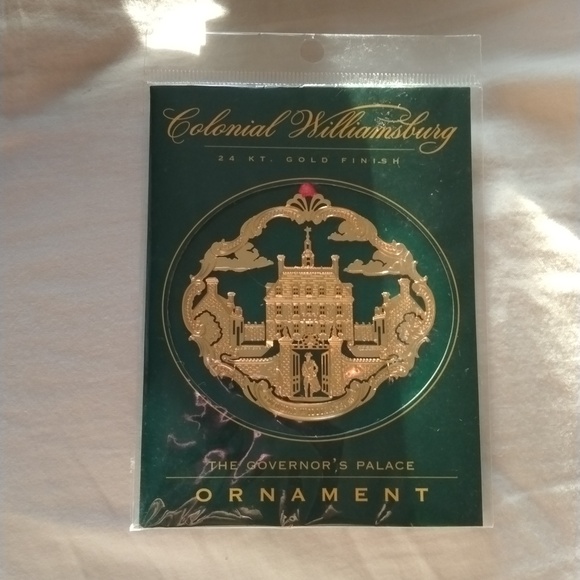 Colonial Williamsburg
24 KT. GOLD FINISH
THE GOVERNOR'S PALACE
ORNAMENT